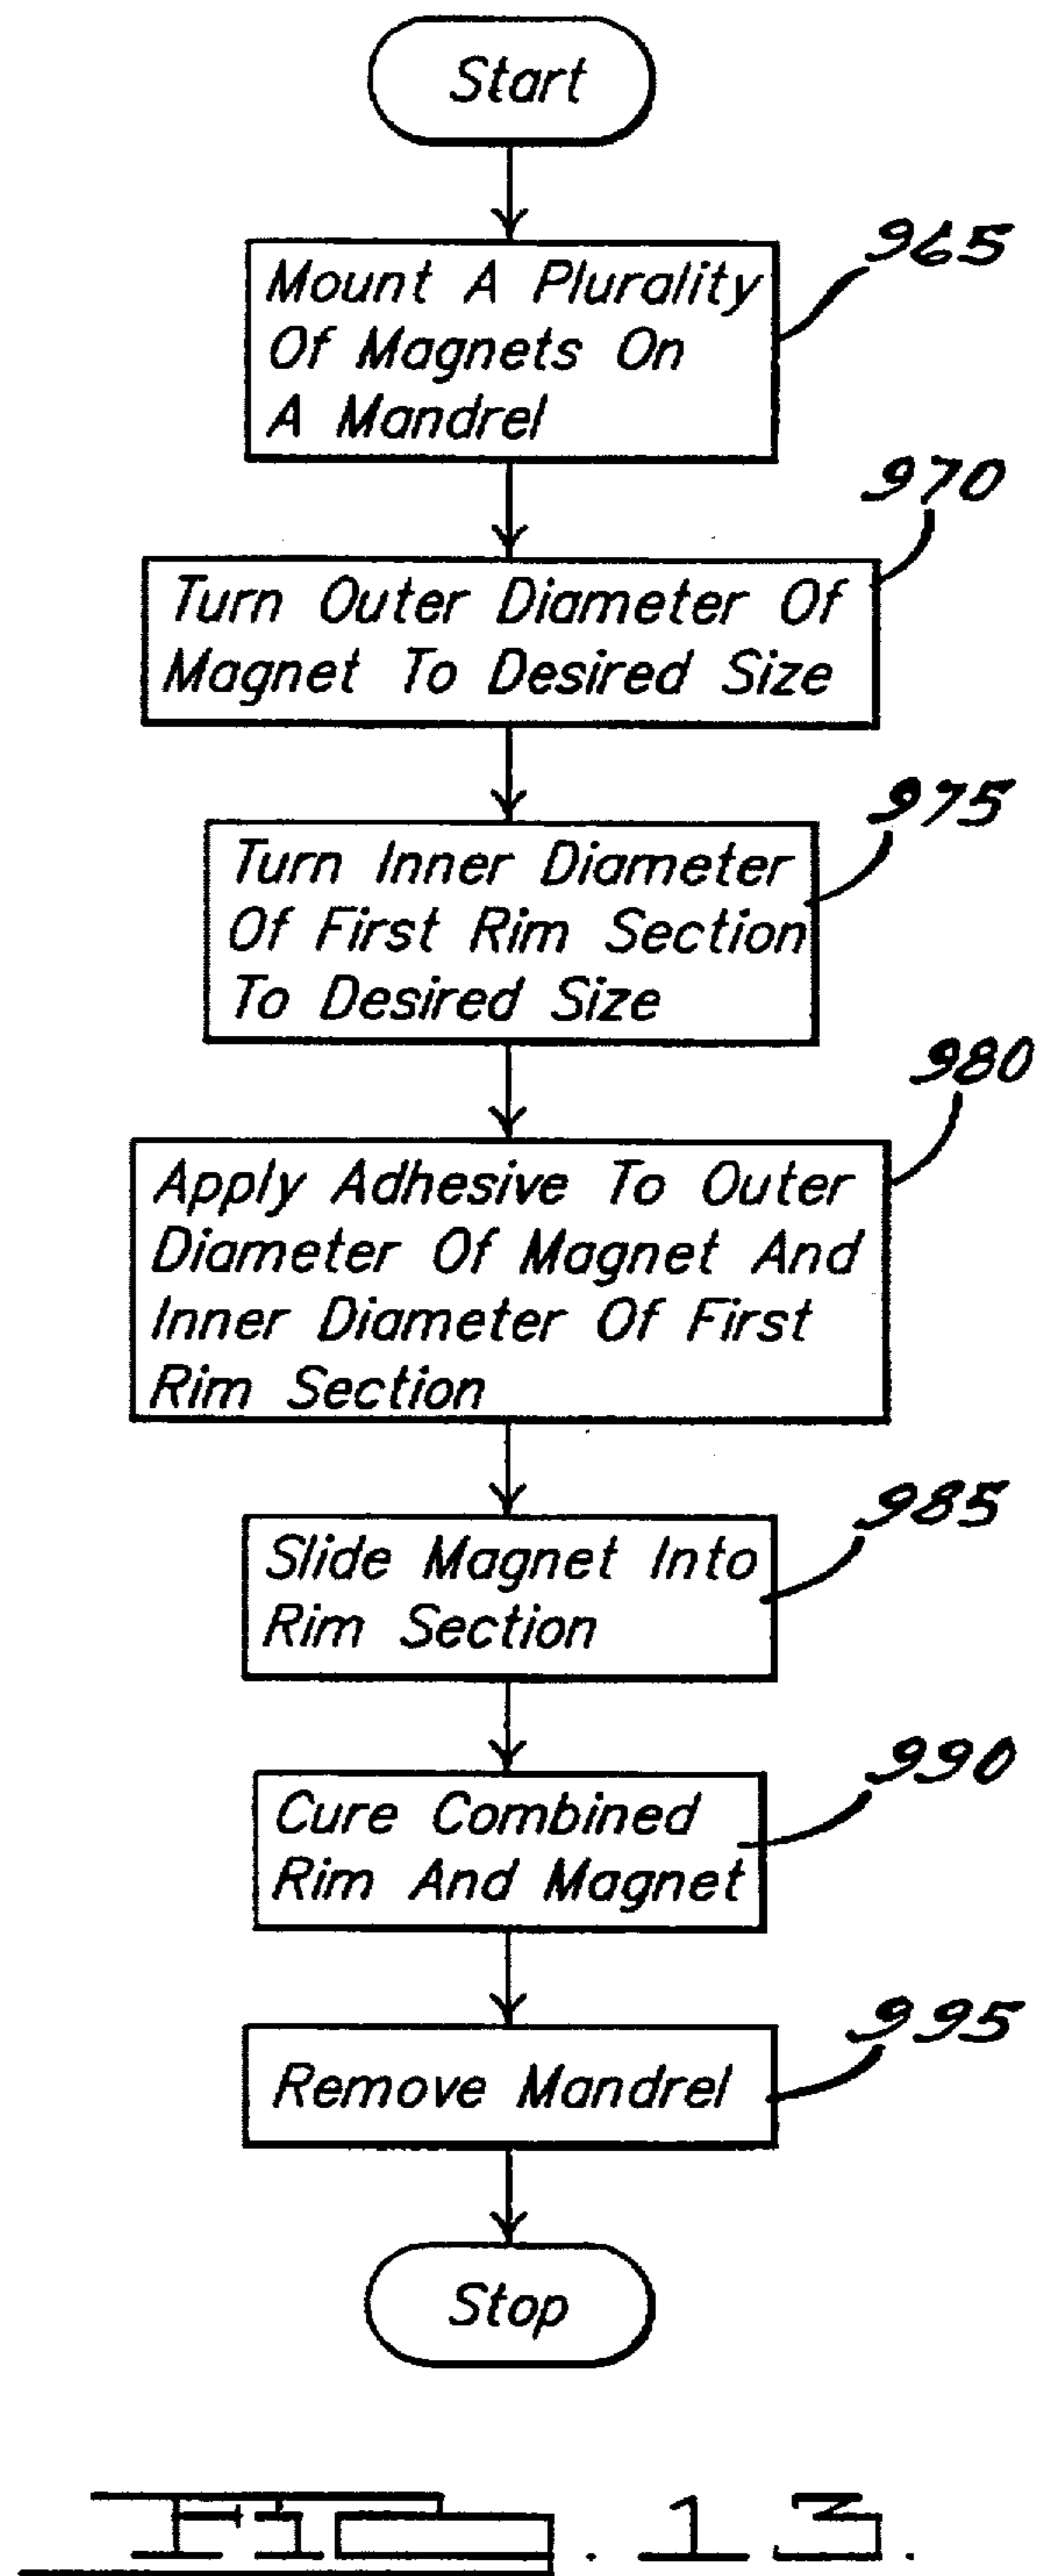 Start
965
Mount A Plurality
Of Magnets On
A Mandrel
970
Turn Outer Diameter Of
Magnet To Desired Size
975
Turn Inner Diameter
Of First Rim Section
To Desired Size
980
Apply Adhesive To Outer
Diameter Of Magnet And
Inner Diameter Of First
Rim Section
985
Slide Magnet Into
Rim Section
990
Cure Combined
Rim And Magnet
995
Remove Mandrel
Stop
FIG. 13.